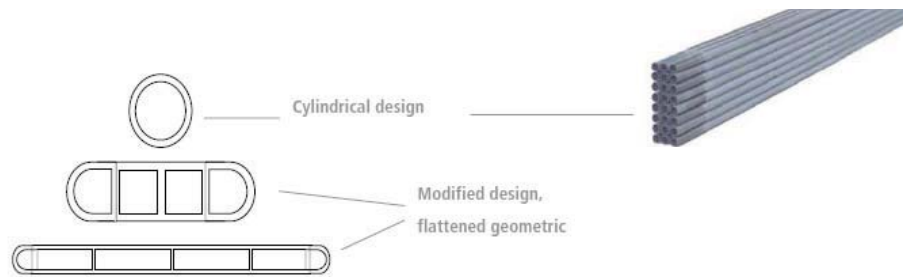 Cylindrical design
Modified design,
flattened geometric